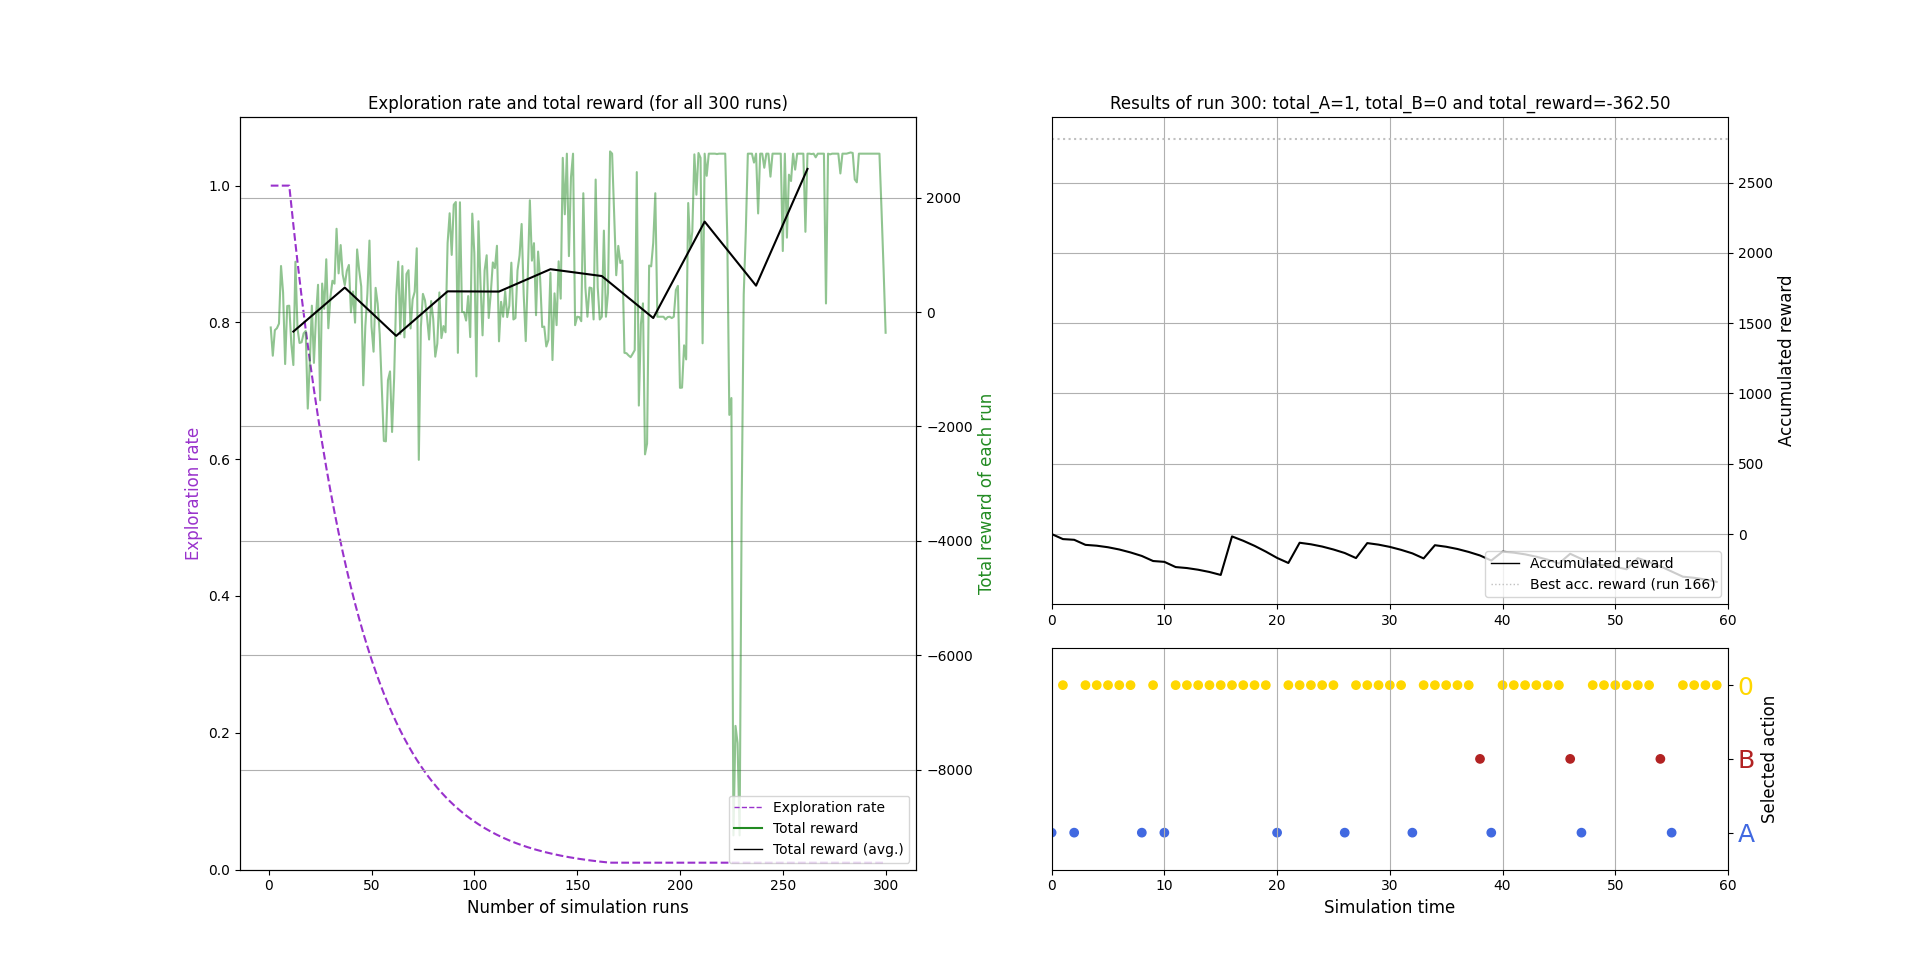 Exploration rate and total reward (for all 300 runs)
Exploration rate
1.0
0.8
0.6
0.4
0.2
0.0
2000
0
−2000
−4000
−6000
−8000
Total reward of each run
Exploration rate
Total reward
Total reward (avg.)
0
50
100
150
200
250
300
Number of simulation runs
Results of run 300: total_A=1, total_B=0 and total_reward=-362.50
2500
2000
1500
1000
500
0
Accumulated reward
Accumulated reward
Best acc. reward (run 166)
0
10
20
30
40
50
60
0
B
A
Selected action
0
10
20
30
40
50
60
Simulation time